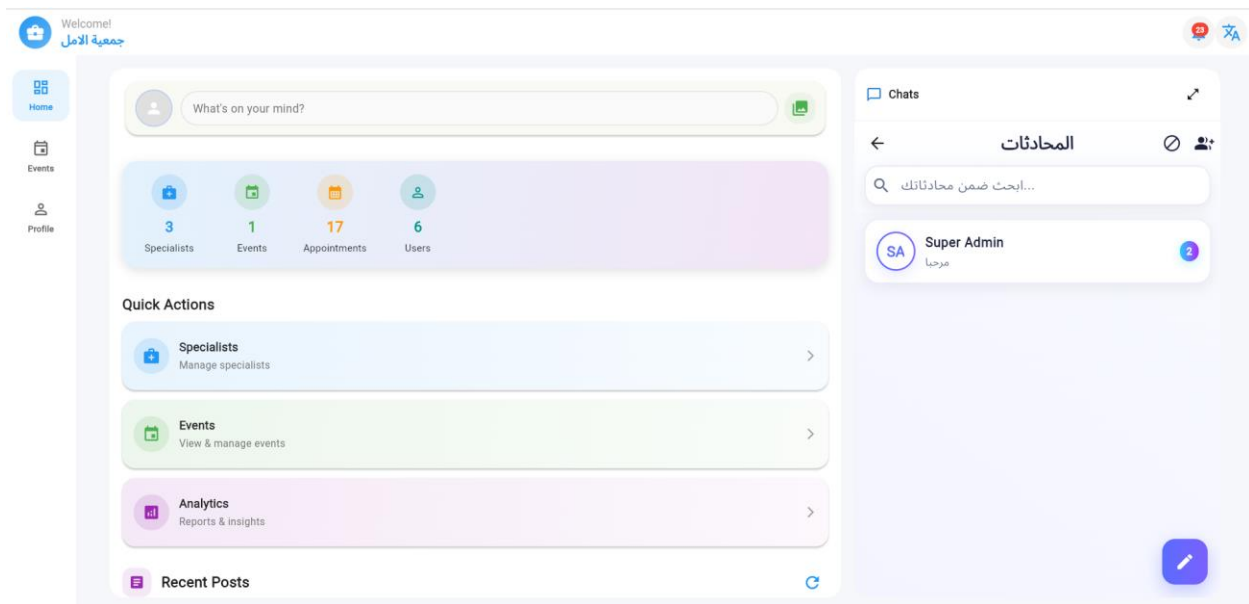 Welcome!
جمعية الامل
23
Home
Events
Profile
What's on your mind?
3
Specialists
1
Events
17
Appointments
6
Users
Quick Actions
Specialists
Manage specialists
Events
View & manage events
Analytics
Reports & insights
Recent Posts
Chats
المحادثات
ابحث ضمن محادثاتك...
SA
Super Admin
مرحبا
2